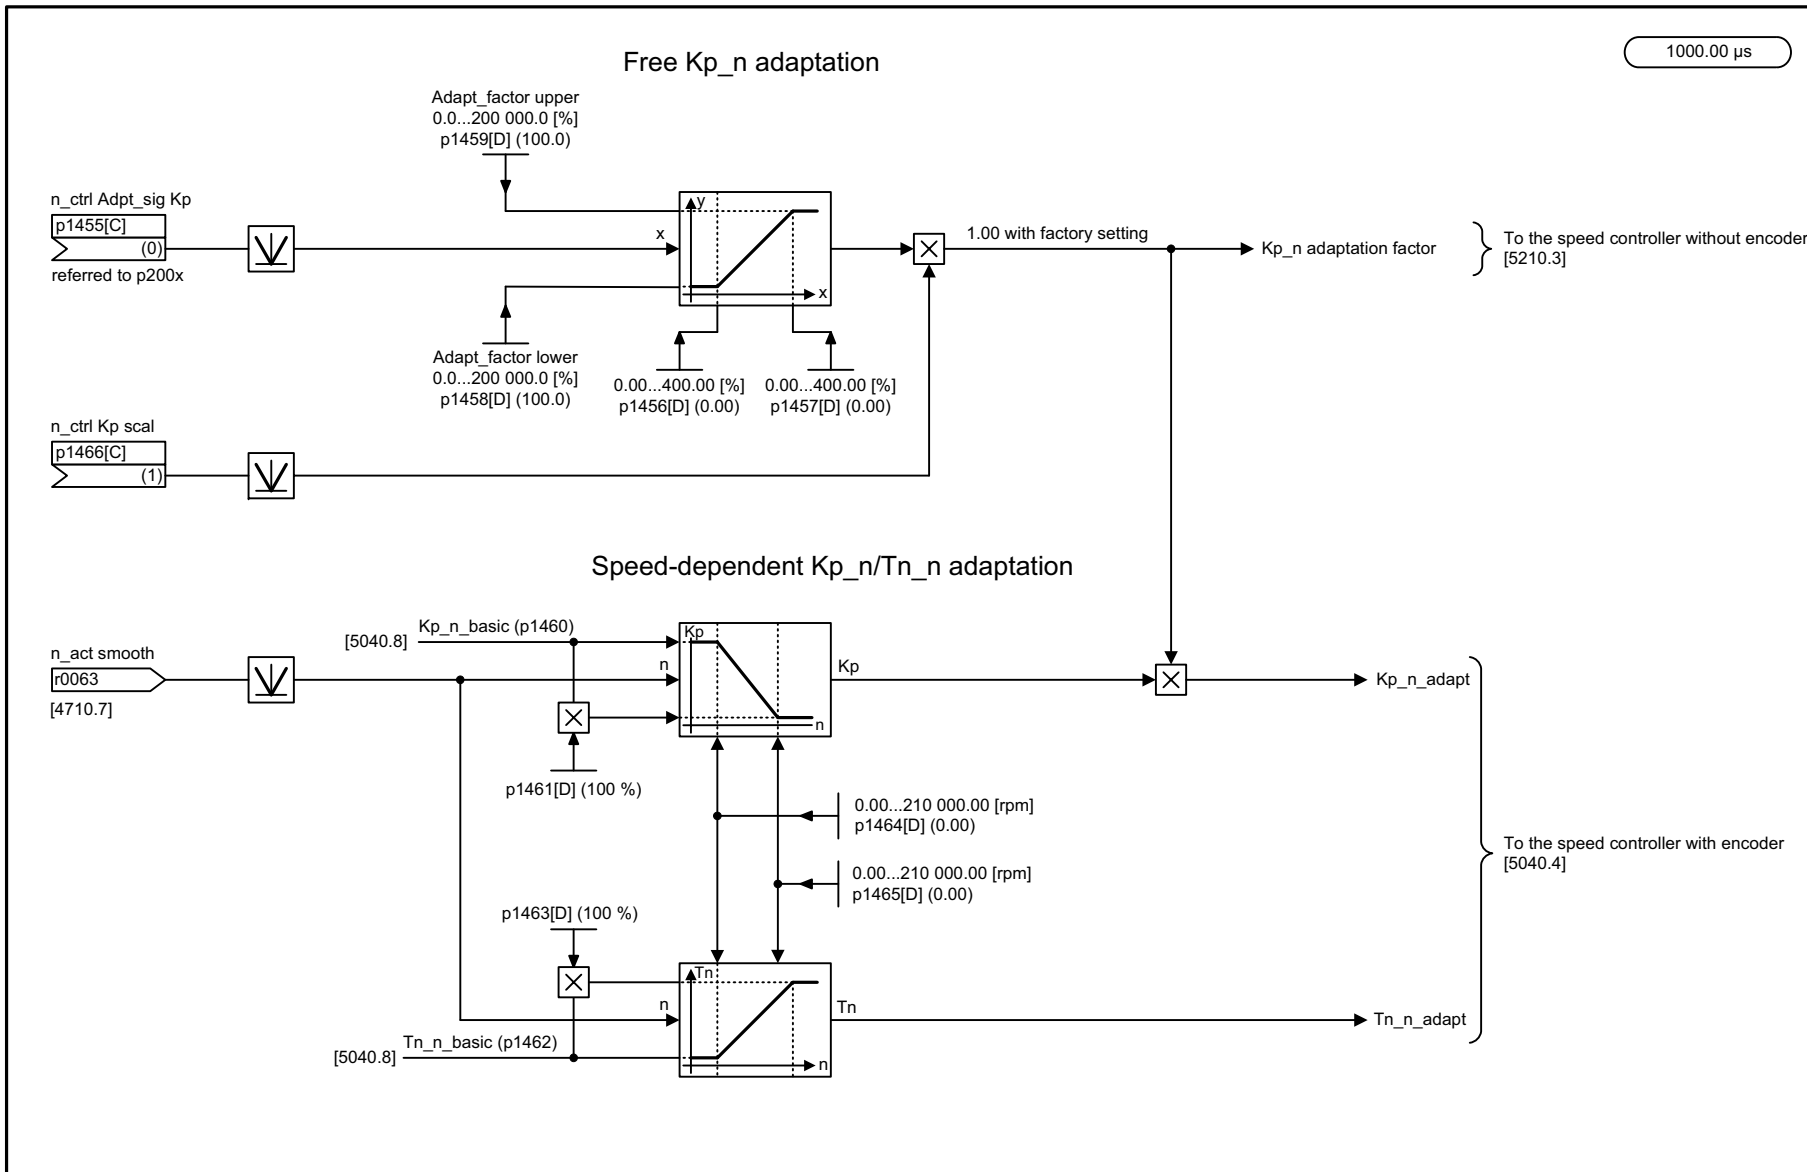 Free Kp_n adaptation
1000.00 µs
Adapt_factor upper
0.0...200 000.0 [%]
p1459[D] (100.0)
n_ctrl Adpt_sig Kp
p1455[C]
(0)
referred to p200x
y
x
x
1.00 with factory setting
Kp_n adaptation factor
To the speed controller without encoder
[5210.3]
Adapt_factor lower
0.0...200 000.0 [%]
p1458[D] (100.0)
0.00...400.00 [%]
p1456[D] (0.00)
0.00...400.00 [%]
p1457[D] (0.00)
n_ctrl Kp scal
p1466[C]
(1)
Speed-dependent Kp_n/Tn_n adaptation
[5040.8]
Kp_n_basic (p1460)
n_act smooth
r0063
[4710.7]
Kp
n
n
Kp
Kp_n_adapt
p1461[D] (100 %)
0.00...210 000.00 [rpm]
p1464[D] (0.00)
0.00...210 000.00 [rpm]
p1465[D] (0.00)
To the speed controller with encoder
[5040.4]
p1463[D] (100 %)
Tn
n
n
Tn
Tn_n_adapt
[5040.8]
Tn_n_basic (p1462)